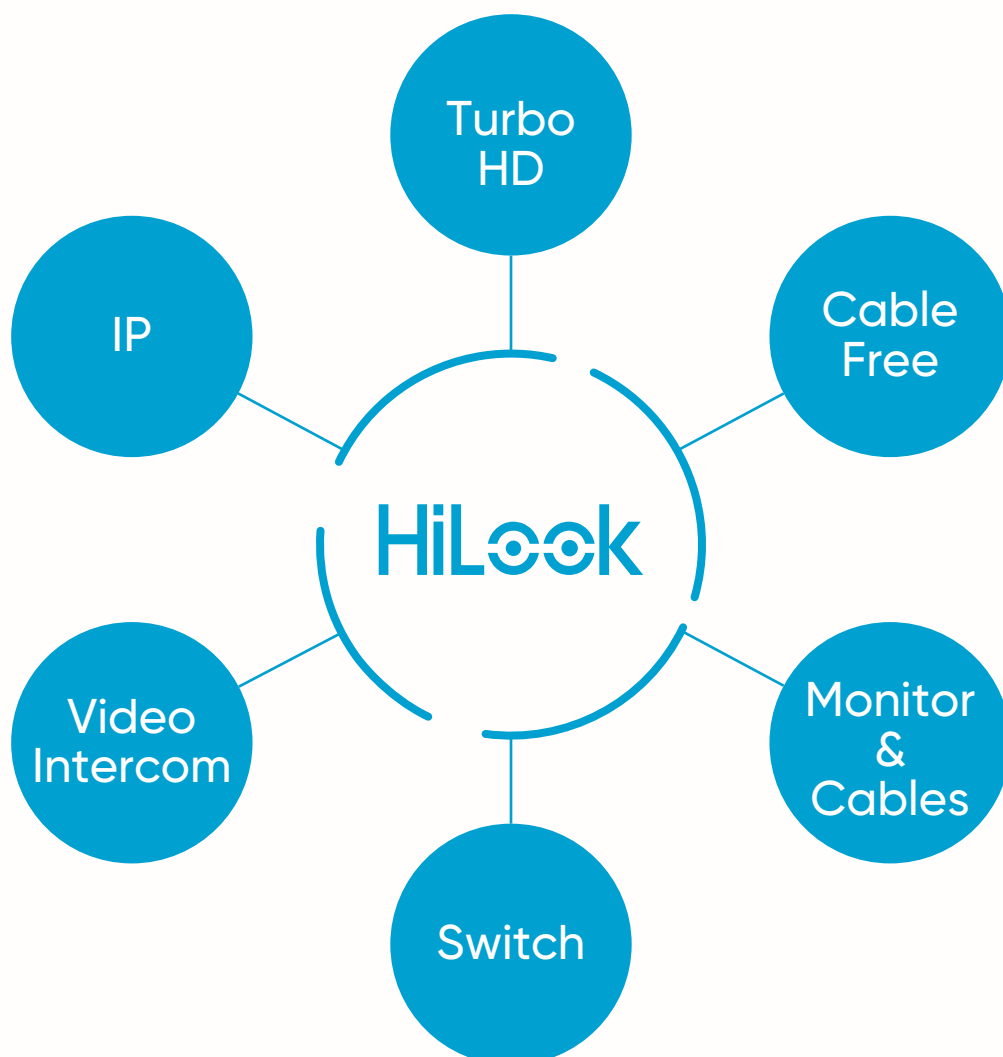 Turbo
HD
IP
Cable
Free
HiLook
Video
Intercom
Monitor
&
Cables
Switch